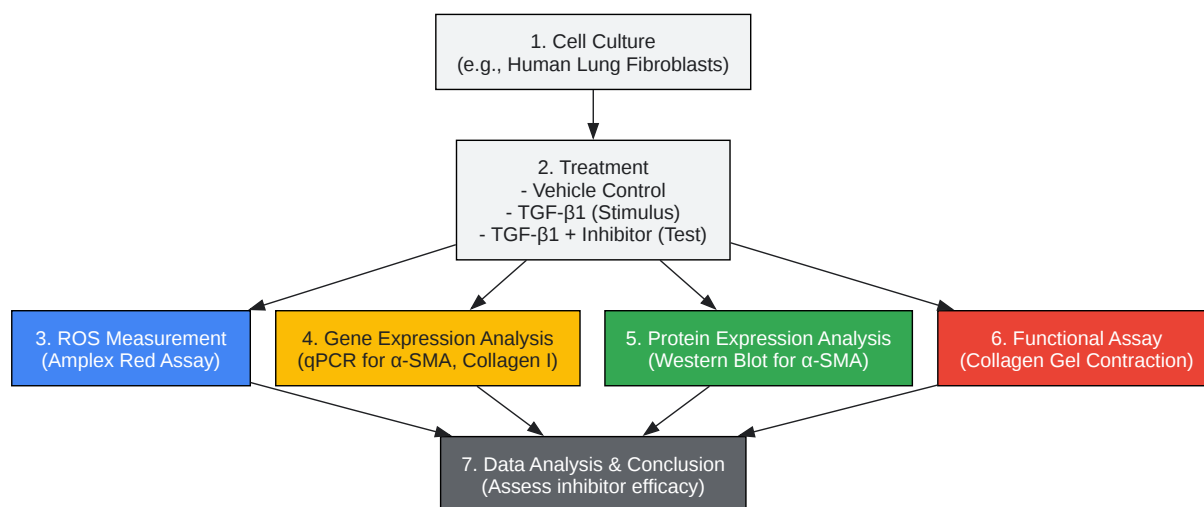 1. Cell Culture
(e.g., Human Lung Fibroblasts)
2. Treatment
- Vehicle Control
- TGF-β1 (Stimulus)
- TGF-β1 + Inhibitor (Test)
3. ROS Measurement
(Amplex Red Assay)
4. Gene Expression Analysis
(qPCR for α-SMA, Collagen I)
5. Protein Expression Analysis
(Western Blot for α-SMA)
6. Functional Assay
(Collagen Gel Contraction)
7. Data Analysis & Conclusion
(Assess inhibitor efficacy)